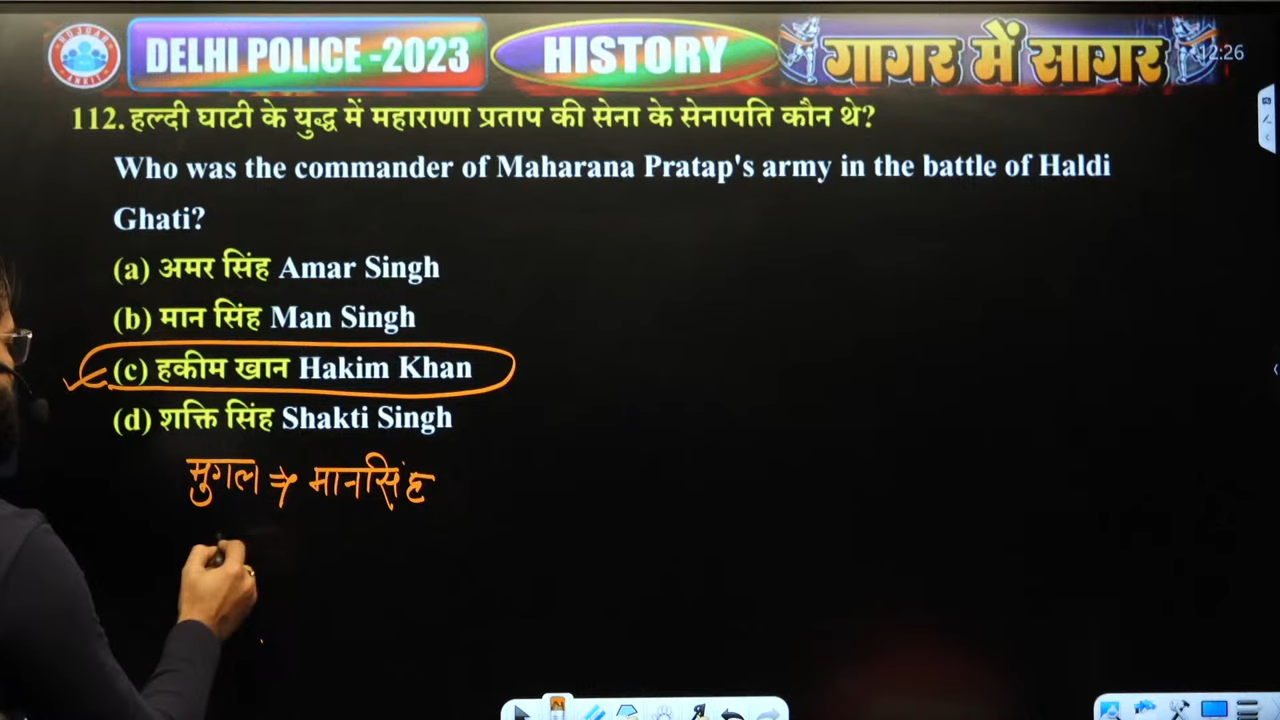 RUJGAR
ANKIT
DELHI POLICE -2023
HISTORY
गागर में सागर
12:26
112. हल्दी घाटी के युद्ध में महाराणा प्रताप की सेना के सेनापति कौन थे?
Who was the commander of Maharana Pratap's army in the battle of Haldi
Ghati?
(a) अमर सिंह Amar Singh
(b) मान सिंह Man Singh
(c) हकीम खान Hakim Khan
(d) शक्ति सिंह Shakti Singh
मुगल → मानसिंह